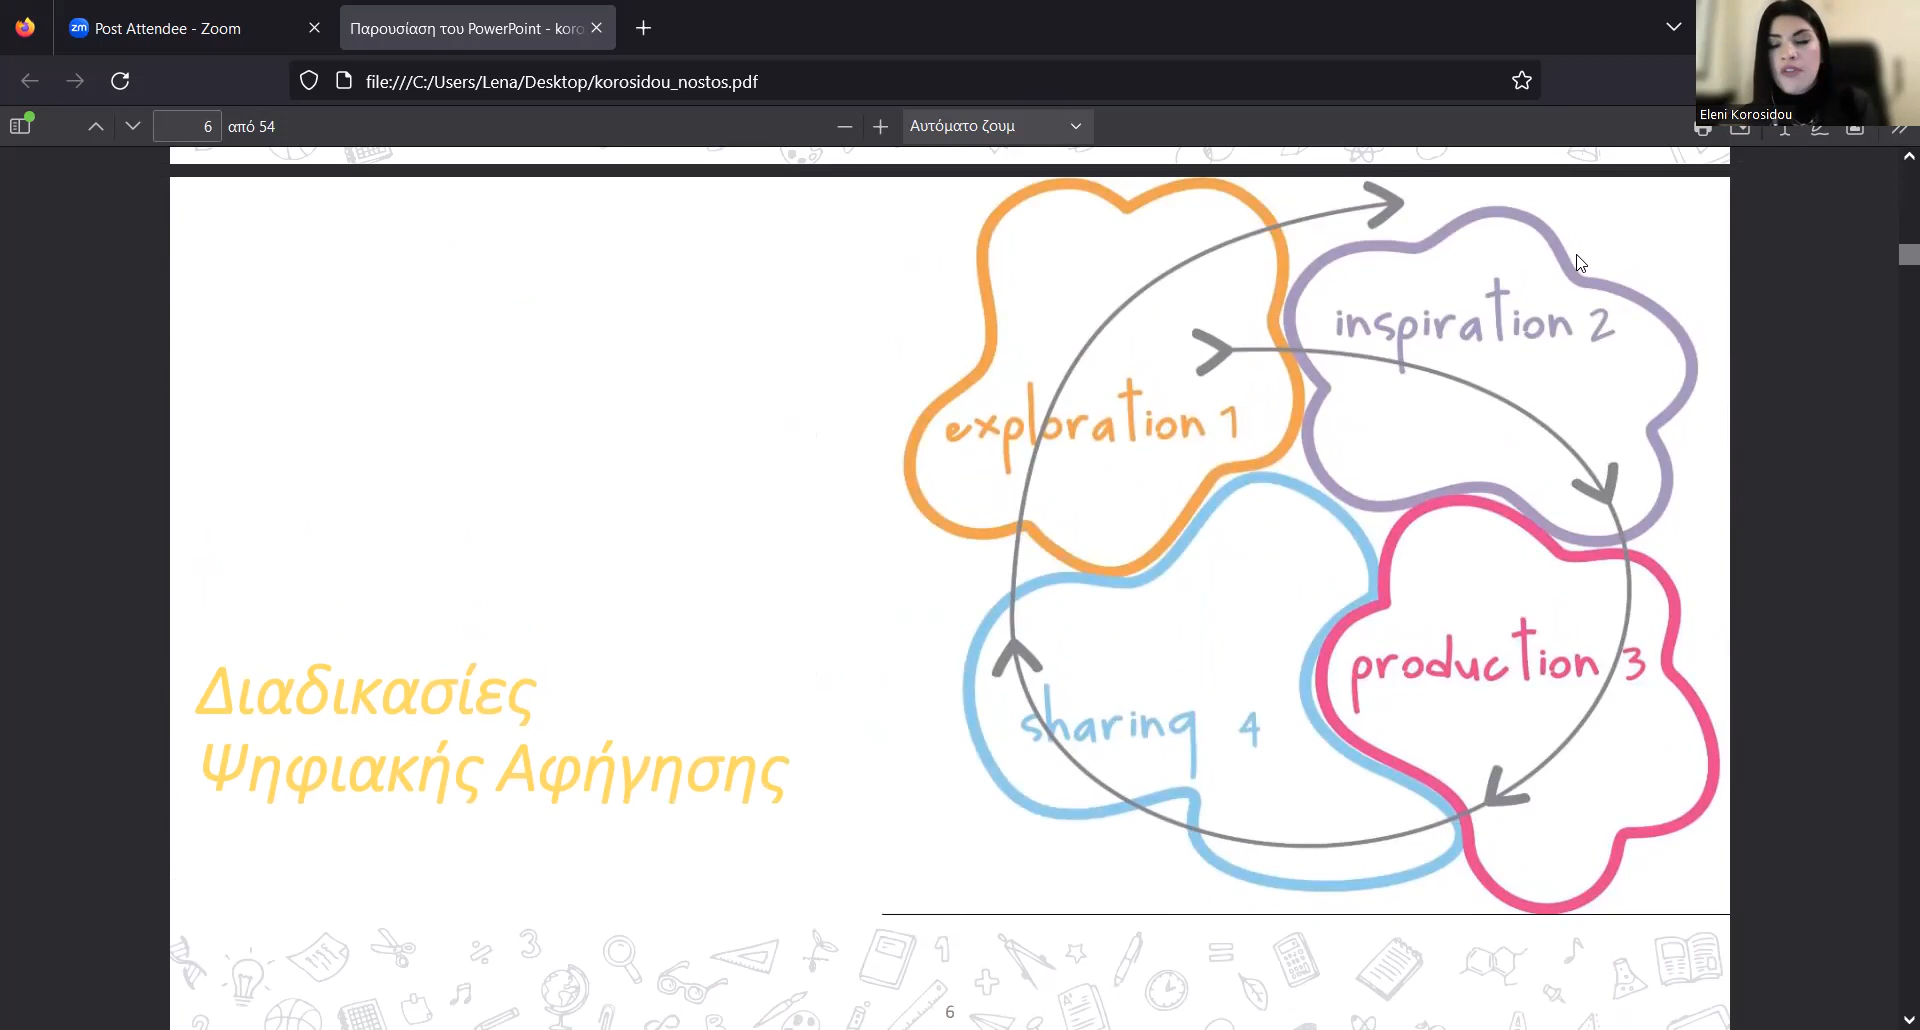 Post Attendee - Zoom
Παρουσίαση του PowerPoint - koro
file:///C:/Users/Lena/Desktop/korosidou_nostos.pdf
Eleni Korosidou
6 από 54
Αυτόματο ζουμ
inspiration 2
exploration 1
production 3
sharing 4
Διαδικασίες
Ψηφιακής Αφήγησης
6